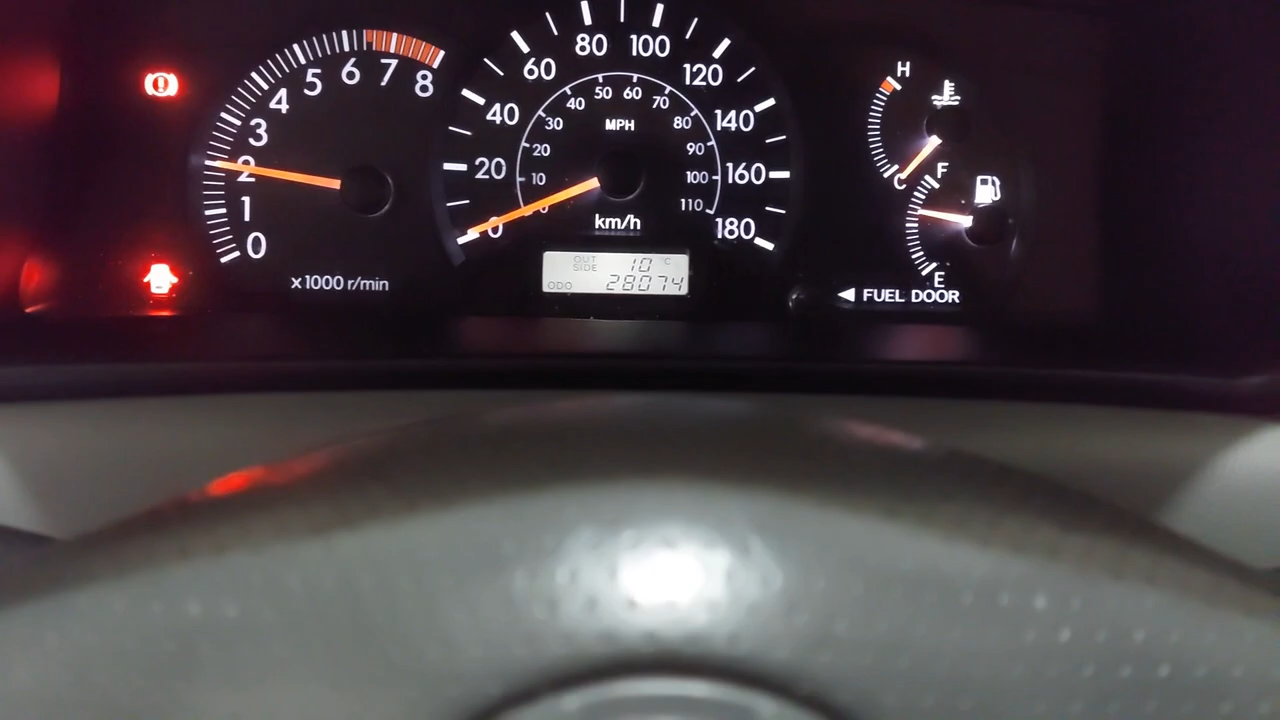 0 1 2 3 4 5 6 7 8
x1000 r/min
0 20 40 60 80 100 120 140 160 180
10 20 30 40 50 60 70 80 90 100 110
MPH
km/h
OUT SIDE 10 °C
ODO 28074
H
C
F
E
◀ FUEL DOOR